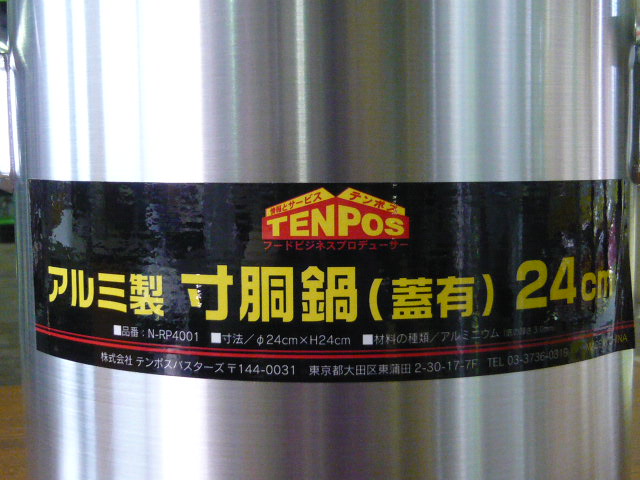 情報とサービス テンポス
TENPOS
フードビジネスプロデューサー
アルミ製 寸胴鍋(蓋有) 24cm
■品番：N-RP4001 ■寸法／φ24cm×H24cm ■材料の種類／アルミニウム
株式会社 テンポスバスターズ 〒144-0031 東京都大田区東蒲田 2-30-17-7F TEL 03-3736-0319